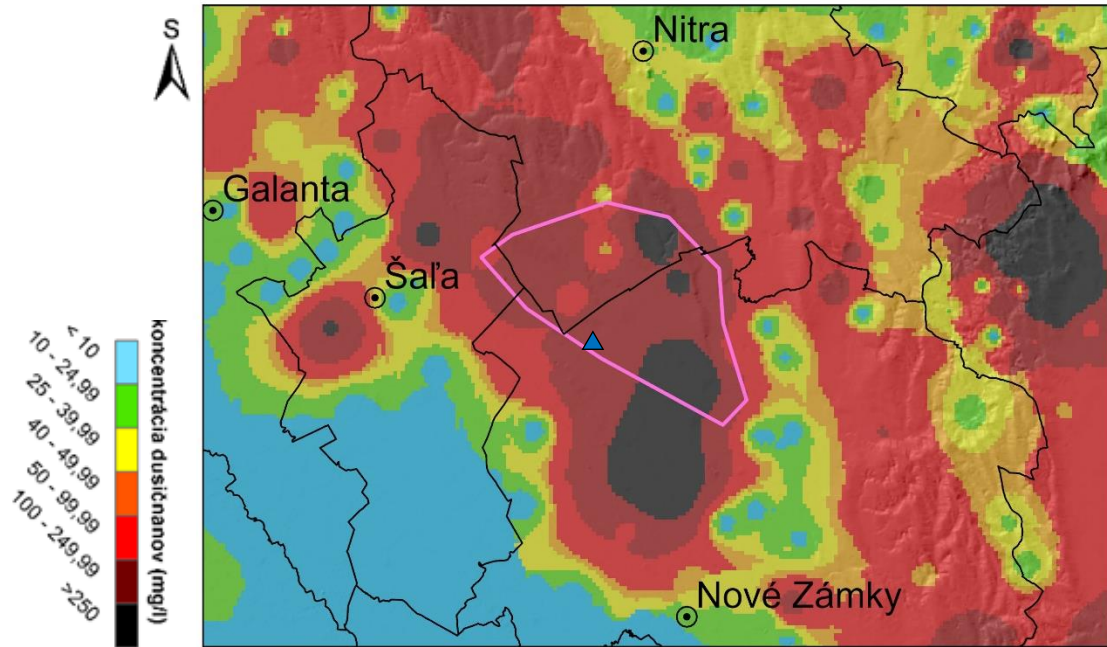 S
Nitra
Galanta
Šaľa
Nové Zámky
koncentrácia dusičnanov (mg/l)
< 10
10 - 24,99
25 - 39,99
40 - 49,99
50 - 99,99
100 - 249,99
>250